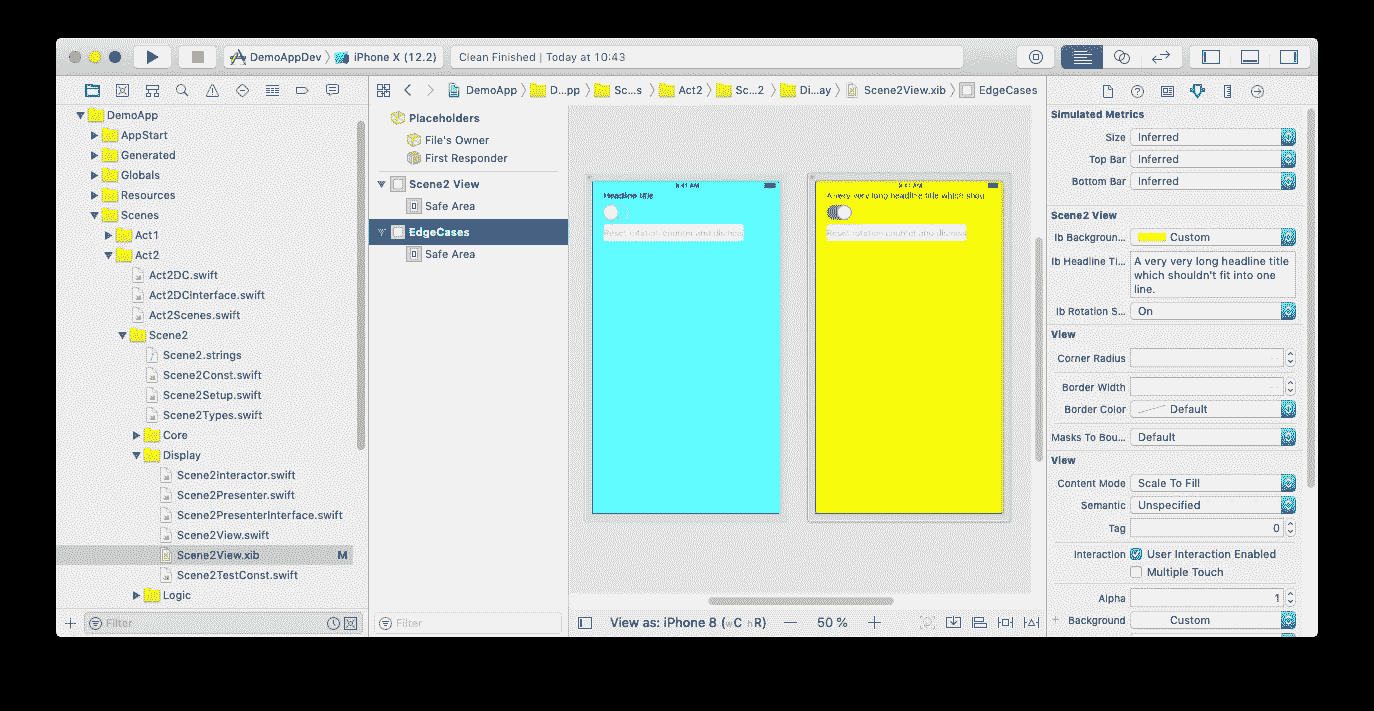 DemoAppDev
iPhone X (12.2)
Clean Finished | Today at 10:43
DemoApp
AppStart
Generated
Globals
Resources
Scenes
Act1
Act2
Act2DC.swift
Act2DCInterface.swift
Act2Scenes.swift
Scene2
Scene2.strings
Scene2Const.swift
Scene2Setup.swift
Scene2Types.swift
Core
Display
Scene2Interactor.swift
Scene2Presenter.swift
Scene2PresenterInterface.swift
Scene2View.swift
Scene2View.xib M
Scene2TestConst.swift
Logic
Filter
DemoApp D...pp Sc...s Act2 Sc...2 Di...ay Scene2View.xib EdgeCases
Placeholders
File's Owner
First Responder
Scene2 View
Safe Area
EdgeCases
Safe Area
Filter
9:41 AM
Headline title
Reset rotation counter and dismiss
9:41 AM
A very very long headline title which shou
Reset rotation counter and dismiss
View as: iPhone 8 (wC hR)
50 %
Simulated Metrics
Size Inferred
Top Bar Inferred
Bottom Bar Inferred
Scene2 View
Ib Backgroun... Custom
Ib Headline Ti... A very very long headline title
which shouldn't fit into one
line.
Ib Rotation S... On
View
Corner Radius
Border Width
Border Color Default
Masks To Bou... Default
View
Content Mode Scale To Fill
Semantic Unspecified
Tag 0
Interaction User Interaction Enabled
Multiple Touch
Alpha 1
Background Custom